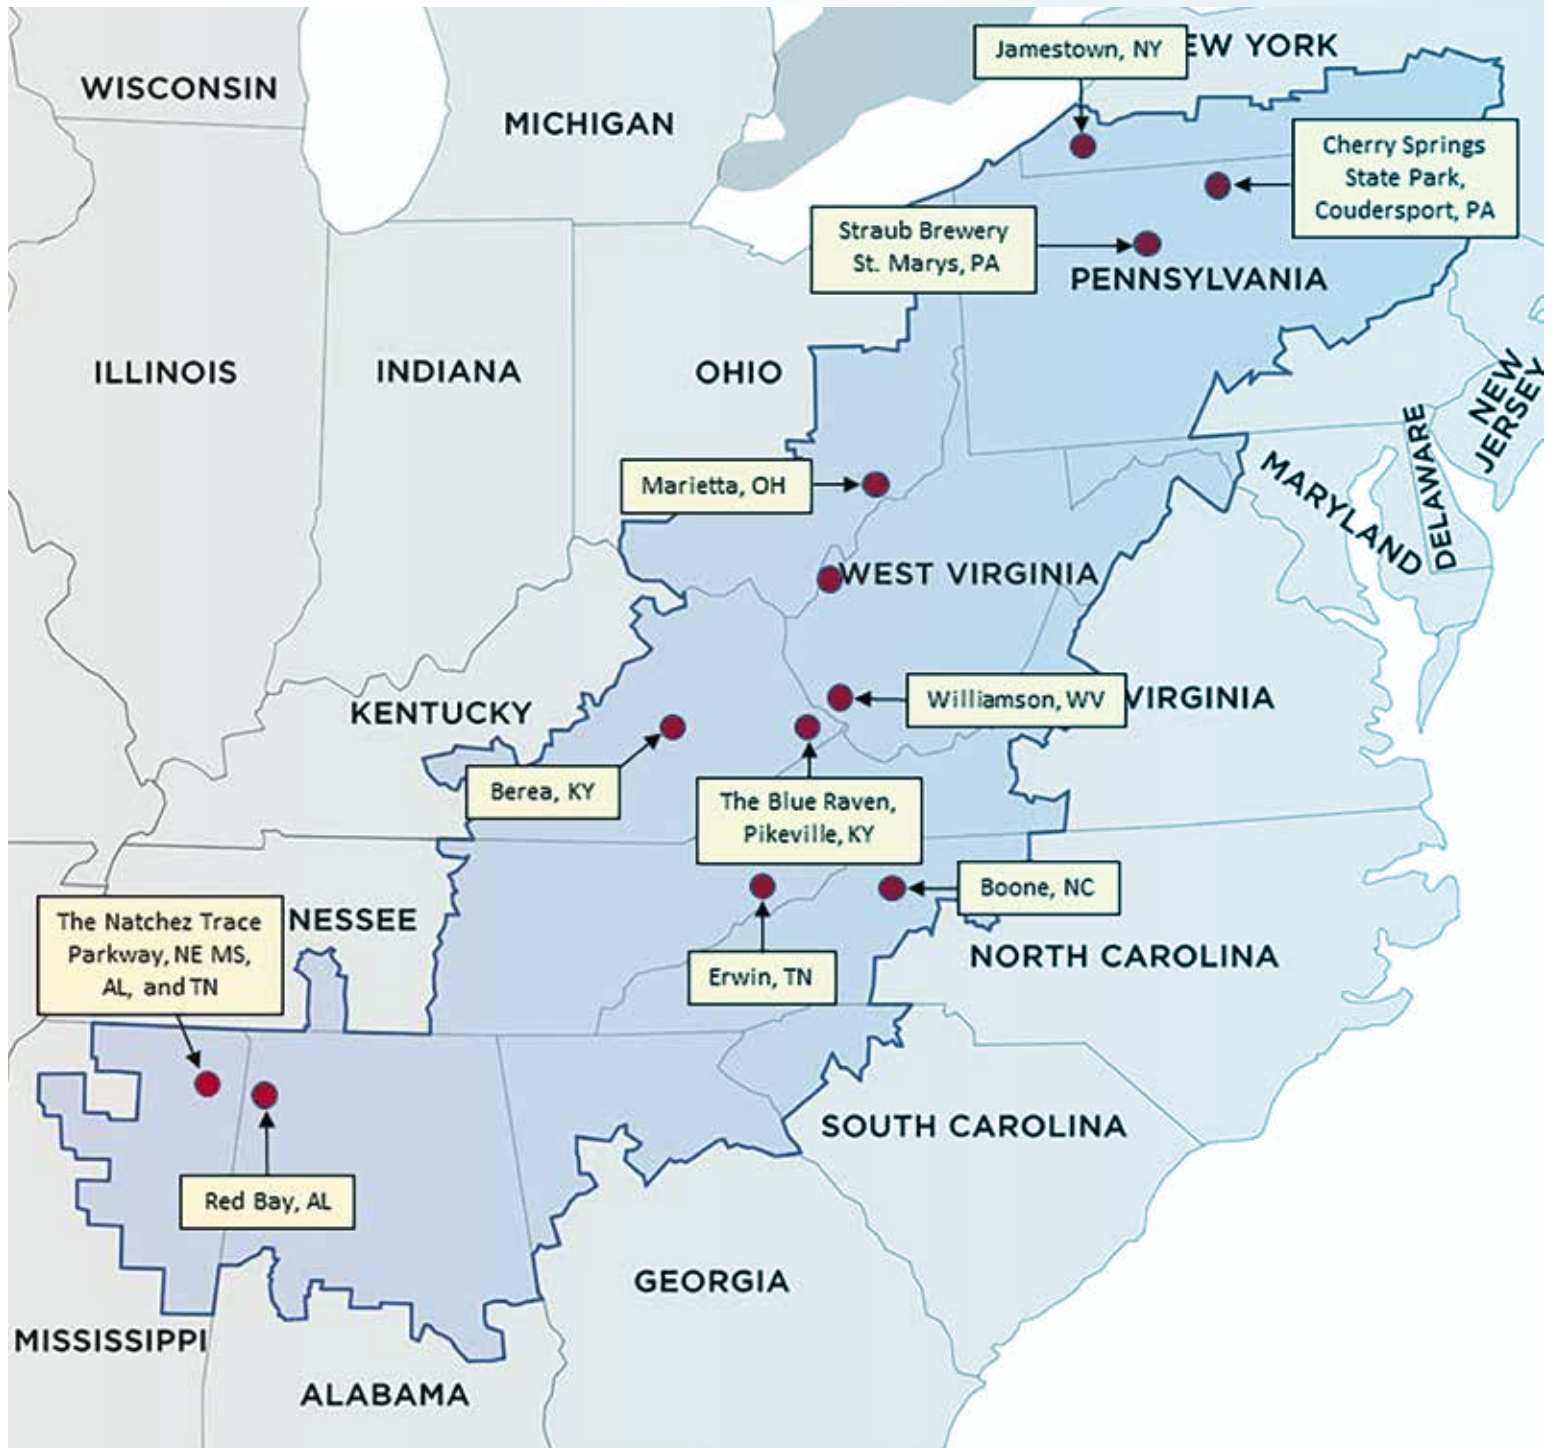 Jamestown, NY
EW YORK
WISCONSIN
MICHIGAN
Cherry Springs
State Park,
Coudersport, PA
Straub Brewery
St. Marys, PA
PENNSYLVANIA
ILLINOIS
INDIANA
OHIO
NEW
JERSEY
DELAWARE
MARYLAND
Marietta, OH
WEST VIRGINIA
Williamson, WV
VIRGINIA
KENTUCKY
Berea, KY
The Blue Raven,
Pikeville, KY
Boone, NC
The Natchez Trace
Parkway, NE MS,
AL, and TN
NESSEE
NORTH CAROLINA
Erwin, TN
SOUTH CAROLINA
Red Bay, AL
GEORGIA
MISSISSIPPI
ALABAMA